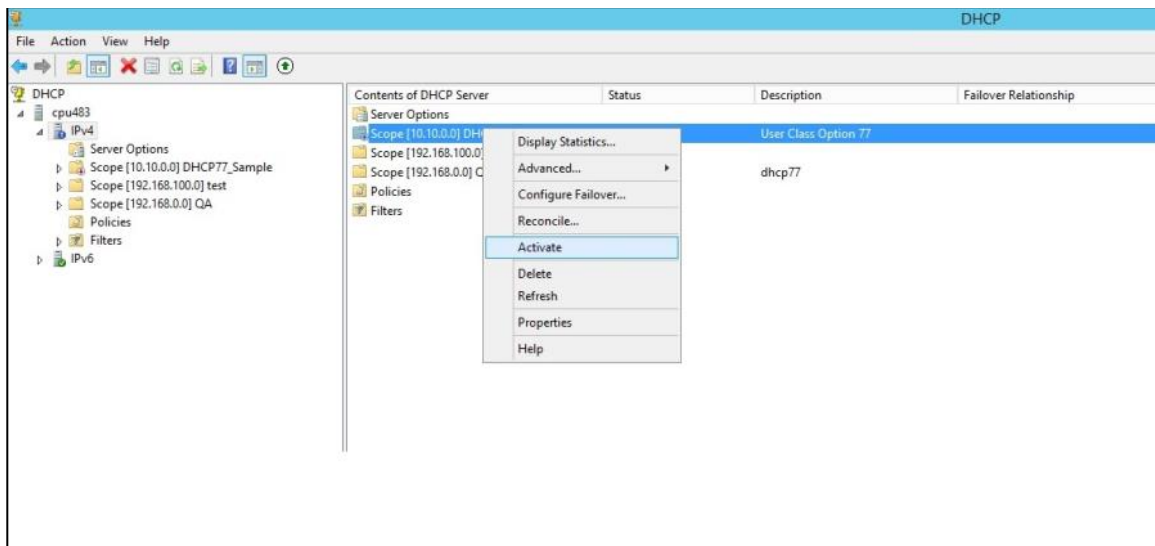 DHCP
File Action View Help
DHCP
cpu483
IPv4
Server Options
Scope [10.10.0.0] DHCP77_Sample
Scope [192.168.100.0] test
Scope [192.168.0.0] QA
Policies
Filters
IPv6
Contents of DHCP Server Status Description Failover Relationship
Server Options
Scope [10.10.0.0] DH User Class Option 77
Scope [192.168.100.0]
Scope [192.168.0.0] dhcp77
Policies
Filters
Display Statistics...
Advanced...
Configure Failover...
Reconcile...
Activate
Delete
Refresh
Properties
Help